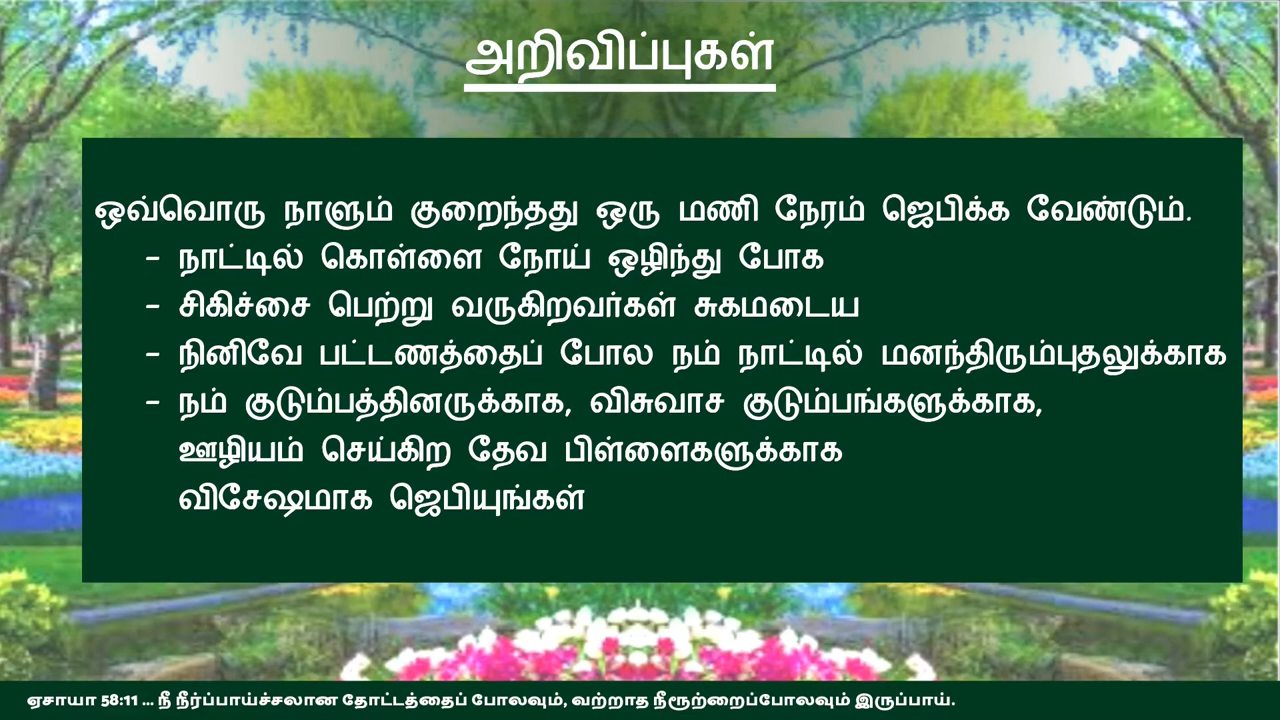 அறிவிப்புகள்
ஒவ்வொரு நாளும் குறைந்தது ஒரு மணி நேரம் ஜெபிக்க வேண்டும்.
- நாட்டில் கொள்ளை நோய் ஒழிந்து போக
- சிகிச்சை பெற்று வருகிறவர்கள் சுகமடைய
- நினிவே பட்டணத்தைப் போல நம் நாட்டில் மனந்திரும்புதலுக்காக
- நம் குடும்பத்தினருக்காக, விசுவாச குடும்பங்களுக்காக,
ஊழியம் செய்கிற தேவ பிள்ளைகளுக்காக
விசேஷமாக ஜெபியுங்கள்
ஏசாயா 58:11 ... நீ நீர்ப்பாய்ச்சலான தோட்டத்தைப் போலவும், வற்றாத நீரூற்றைப்போலவும் இருப்பாய்.